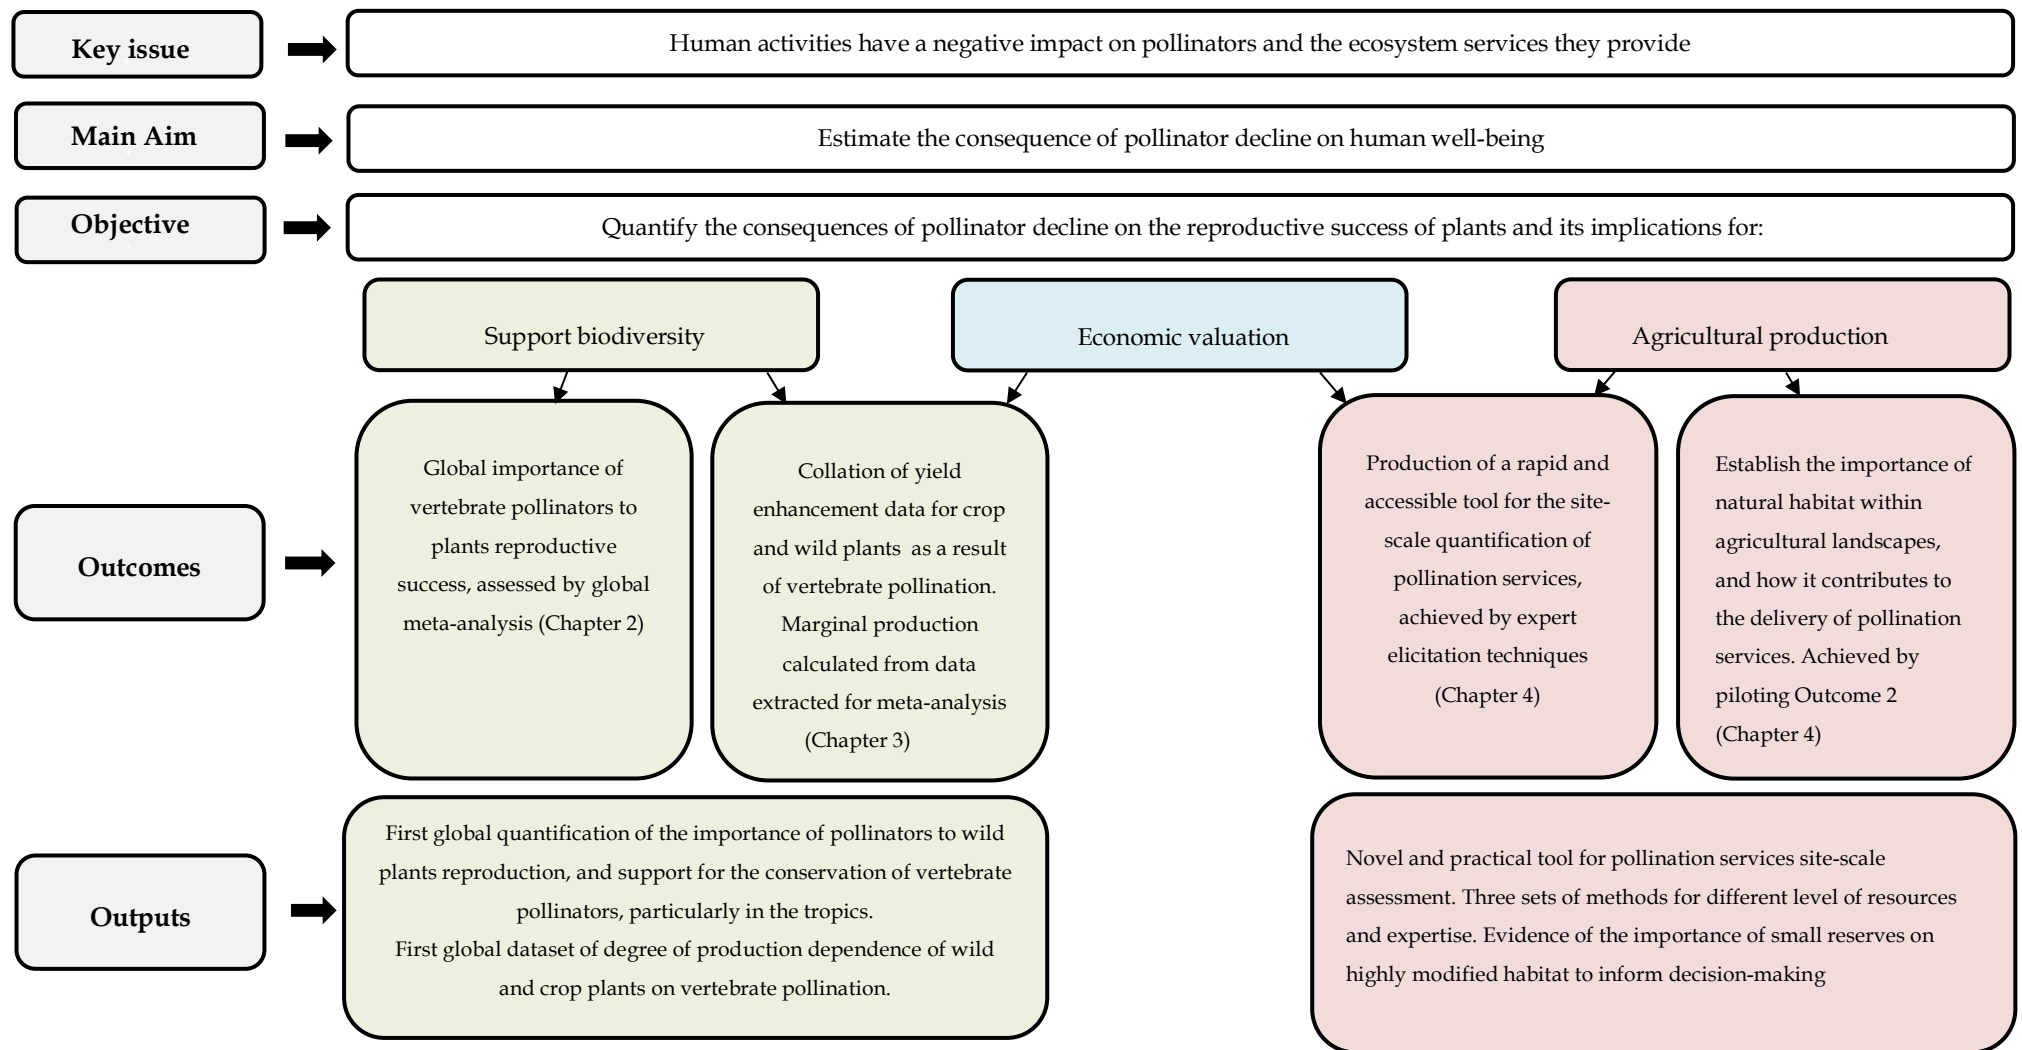 Key issue
Human activities have a negative impact on pollinators and the ecosystem services they provide
Main Aim
Estimate the consequence of pollinator decline on human well-being
Objective
Quantify the consequences of pollinator decline on the reproductive success of plants and its implications for:
Support biodiversity
Economic valuation
Agricultural production
Outcomes
Global importance of
vertebrate pollinators to
plants reproductive
success, assessed by global
meta-analysis (Chapter 2)
Collation of yield
enhancement data for crop
and wild plants as a result
of vertebrate pollination.
Marginal production
calculated from data
extracted for meta-analysis
(Chapter 3)
Production of a rapid and
accessible tool for the site-
scale quantification of
pollination services,
achieved by expert
elicitation techniques
(Chapter 4)
Establish the importance of
natural habitat within
agricultural landscapes,
and how it contributes to
the delivery of pollination
services. Achieved by
piloting Outcome 2
(Chapter 4)
Outputs
First global quantification of the importance of pollinators to wild
plants reproduction, and support for the conservation of vertebrate
pollinators, particularly in the tropics.
First global dataset of degree of production dependence of wild
and crop plants on vertebrate pollination.
Novel and practical tool for pollination services site-scale
assessment. Three sets of methods for different level of resources
and expertise. Evidence of the importance of small reserves on
highly modified habitat to inform decision-making